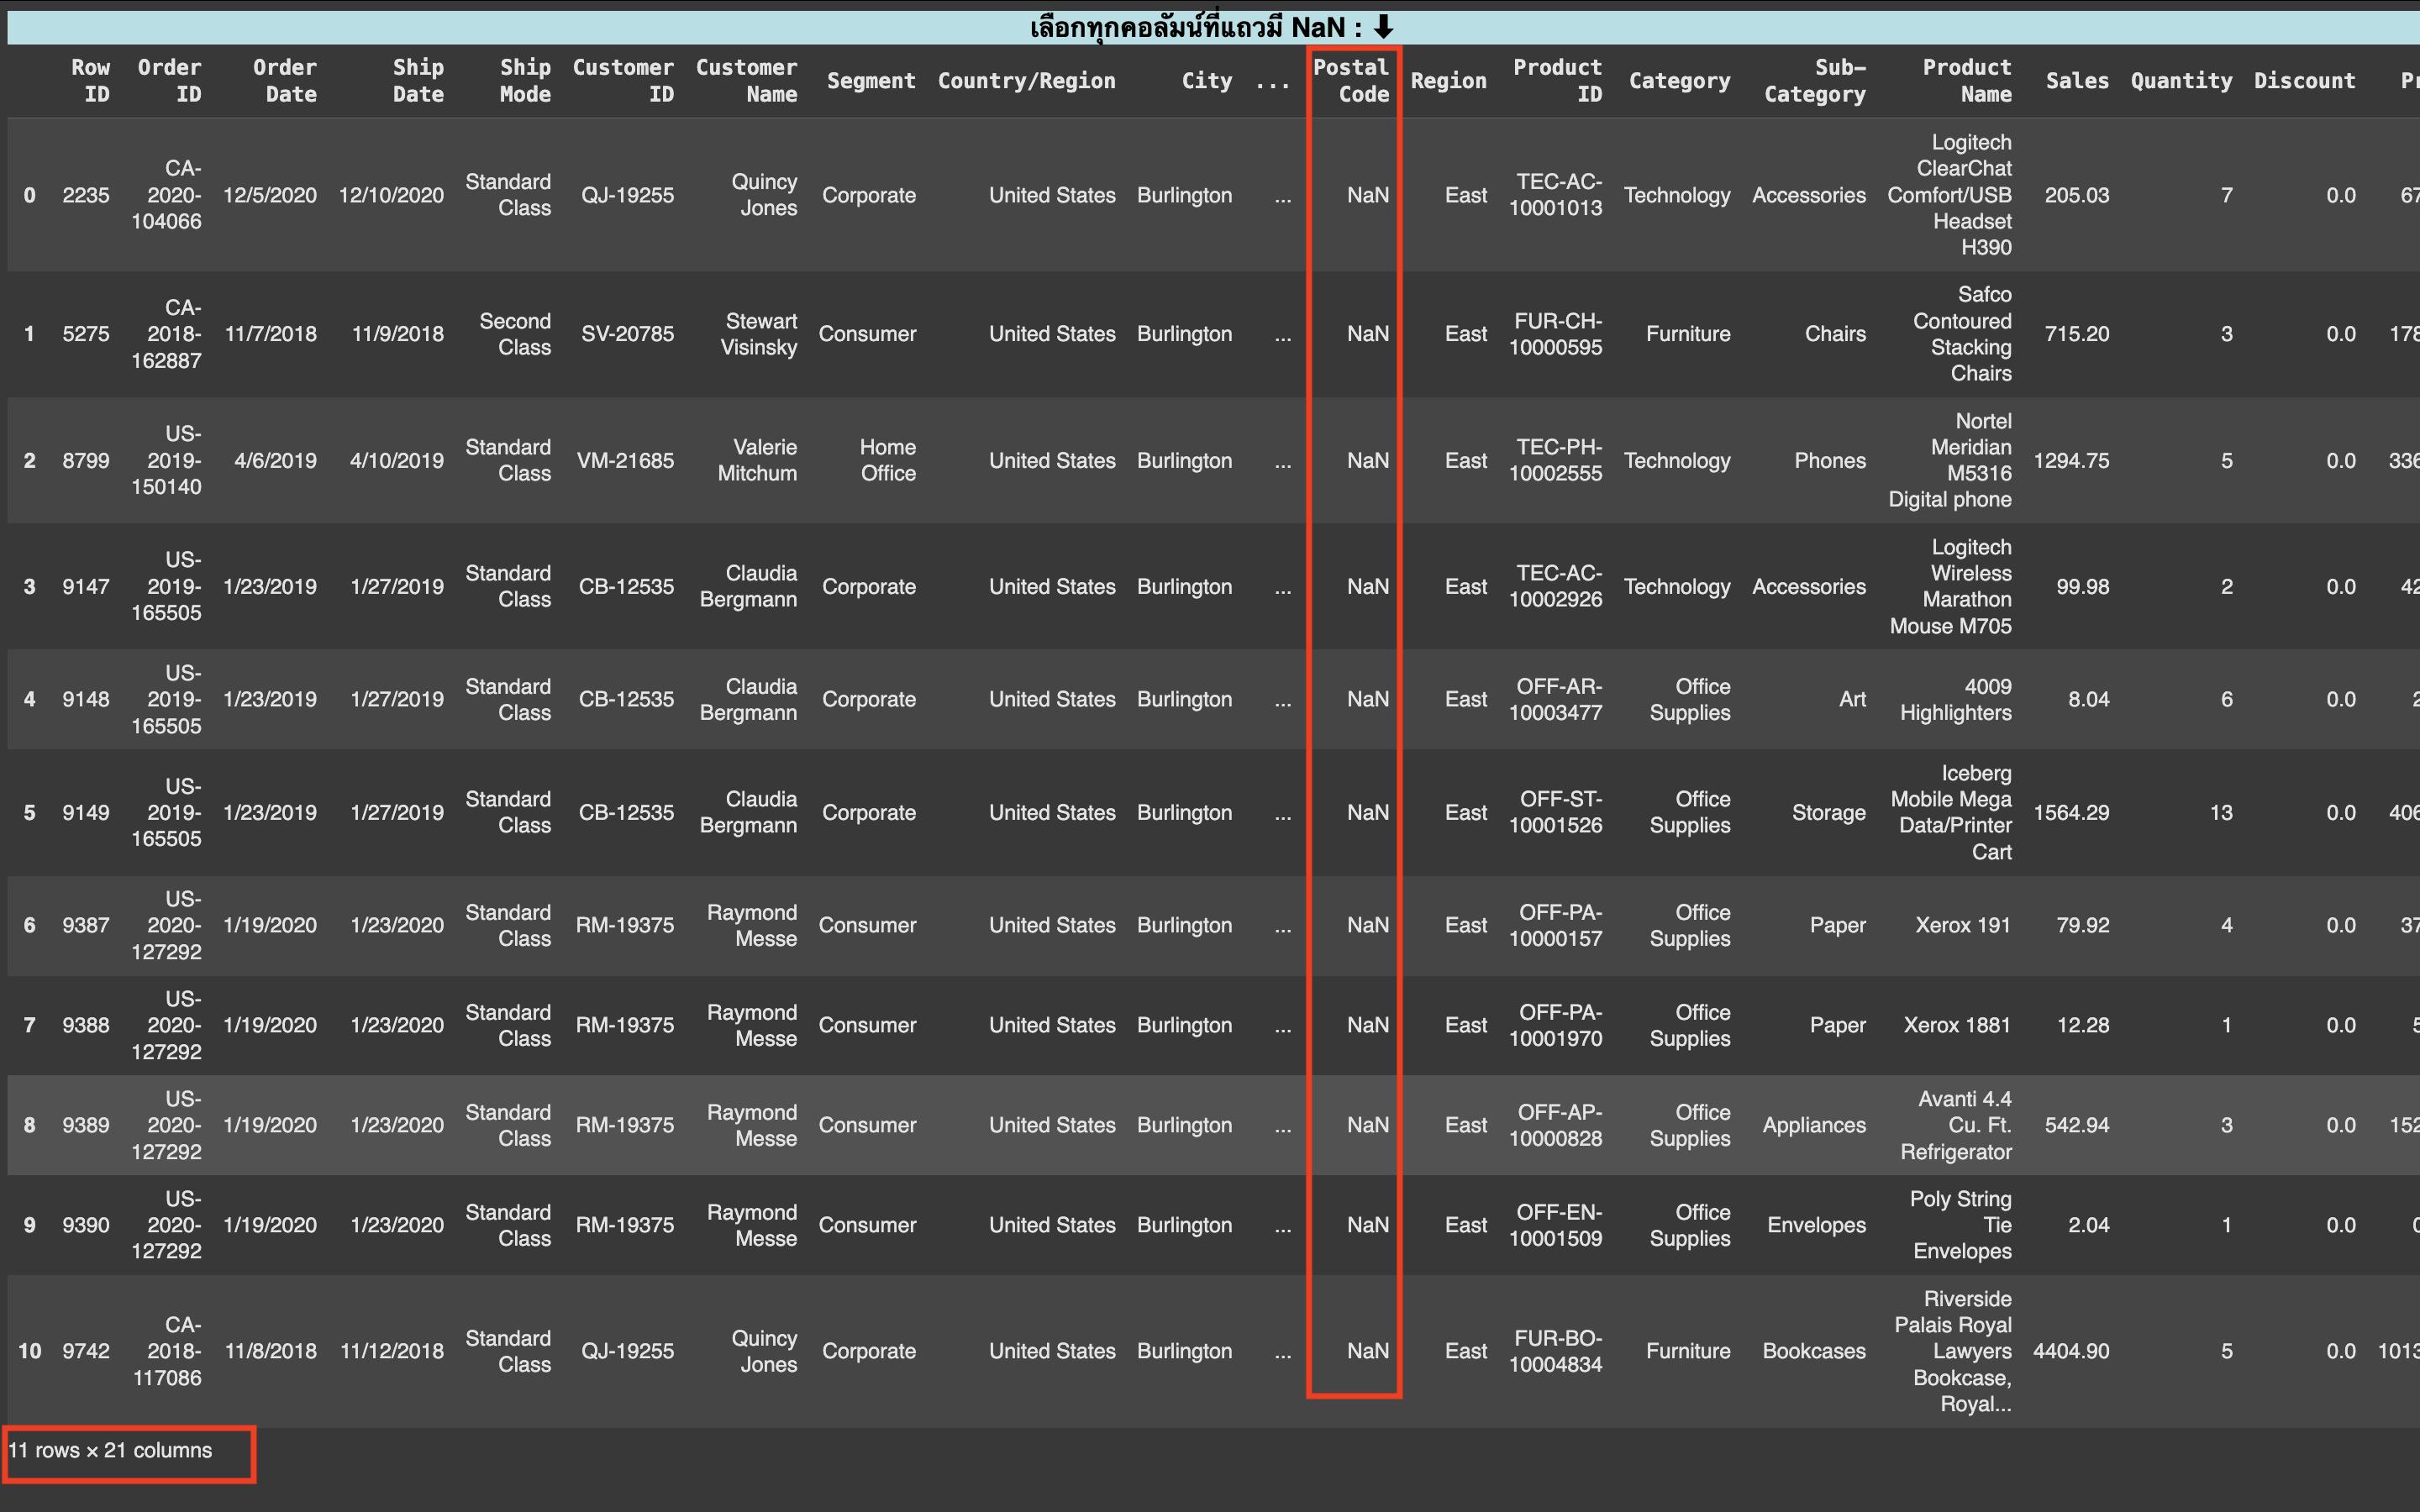 เลือกทุกคอลัมน์ที่แถวมี NaN : ⬇
Row ID Order ID Order Date Ship Date Ship Mode Customer ID Customer Name Segment Country/Region City ... Postal Code Region Product ID Category Sub-Category Product Name Sales Quantity Discount
0 2235 CA-2020-104066 12/5/2020 12/10/2020 Standard Class QJ-19255 Quincy Jones Corporate United States Burlington ... NaN East TEC-AC-10001013 Technology Accessories Logitech ClearChat Comfort/USB Headset H390 205.03 7 0.0 67
1 5275 CA-2018-162887 11/7/2018 11/9/2018 Second Class SV-20785 Stewart Visinsky Consumer United States Burlington ... NaN East FUR-CH-10000595 Furniture Chairs Safco Contoured Stacking Chairs 715.20 3 0.0 178
2 8799 US-2019-150140 4/6/2019 4/10/2019 Standard Class VM-21685 Valerie Mitchum Home Office United States Burlington ... NaN East TEC-PH-10002555 Technology Phones Nortel Meridian M5316 Digital phone 1294.75 5 0.0 336
3 9147 US-2019-165505 1/23/2019 1/27/2019 Standard Class CB-12535 Claudia Bergmann Corporate United States Burlington ... NaN East TEC-AC-10002926 Technology Accessories Logitech Wireless Marathon Mouse M705 99.98 2 0.0 42
4 9148 US-2019-165505 1/23/2019 1/27/2019 Standard Class CB-12535 Claudia Bergmann Corporate United States Burlington ... NaN East OFF-AR-10003477 Office Supplies Art 4009 Highlighters 8.04 6 0.0 2
5 9149 US-2019-165505 1/23/2019 1/27/2019 Standard Class CB-12535 Claudia Bergmann Corporate United States Burlington ... NaN East OFF-ST-10001526 Office Supplies Storage Iceberg Mobile Mega Data/Printer Cart 1564.29 13 0.0 406
6 9387 US-2020-127292 1/19/2020 1/23/2020 Standard Class RM-19375 Raymond Messe Consumer United States Burlington ... NaN East OFF-PA-10000157 Office Supplies Paper Xerox 191 79.92 4 0.0 37
7 9388 US-2020-127292 1/19/2020 1/23/2020 Standard Class RM-19375 Raymond Messe Consumer United States Burlington ... NaN East OFF-PA-10001970 Office Supplies Paper Xerox 1881 12.28 1 0.0 5
8 9389 US-2020-127292 1/19/2020 1/23/2020 Standard Class RM-19375 Raymond Messe Consumer United States Burlington ... NaN East OFF-AP-10000828 Office Supplies Appliances Avanti 4.4 Cu. Ft. Refrigerator 542.94 3 0.0 152
9 9390 US-2020-127292 1/19/2020 1/23/2020 Standard Class RM-19375 Raymond Messe Consumer United States Burlington ... NaN East OFF-EN-10001509 Office Supplies Envelopes Poly String Tie Envelopes 2.04 1 0.0 0
10 9742 CA-2018-117086 11/8/2018 11/12/2018 Standard Class QJ-19255 Quincy Jones Corporate United States Burlington ... NaN East FUR-BO-10004834 Furniture Bookcases Riverside Palais Royal Lawyers Bookcase, Royal... 4404.90 5 0.0 1013
11 rows × 21 columns